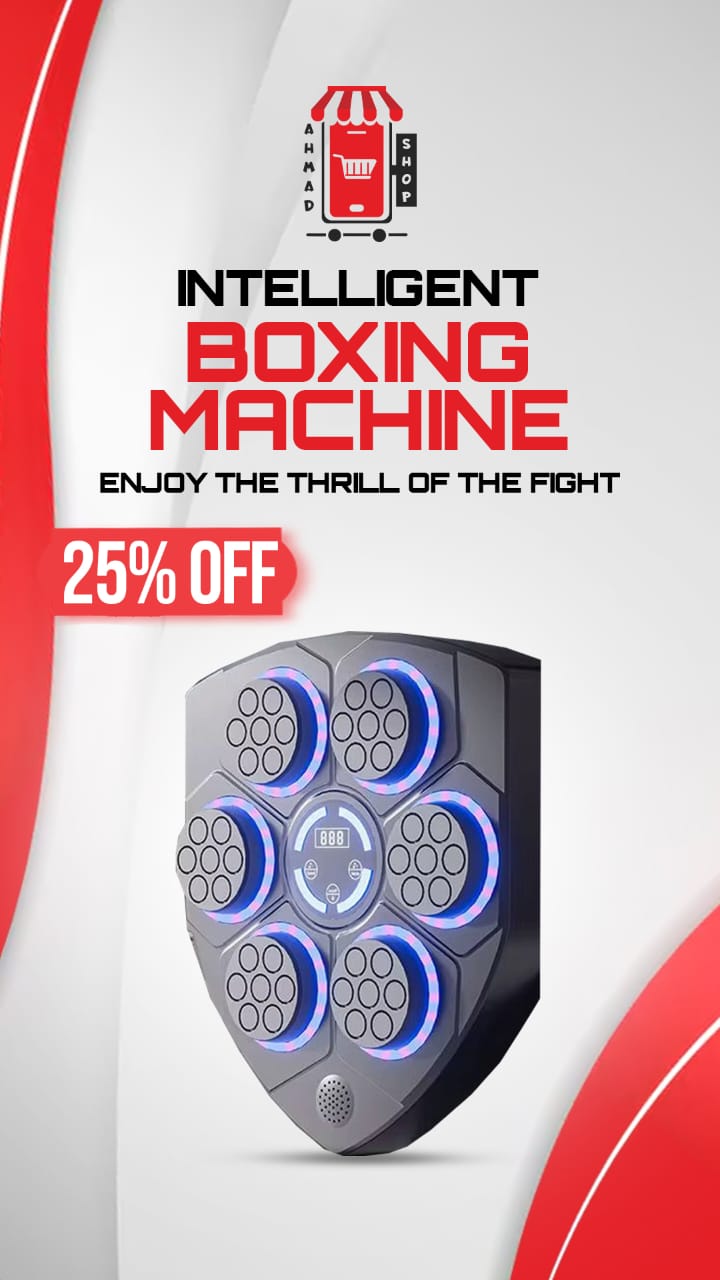 AHMAD
SHOP
INTELLIGENT
BOXING
MACHINE
ENJOY THE THRILL OF THE FIGHT
25% OFF
888